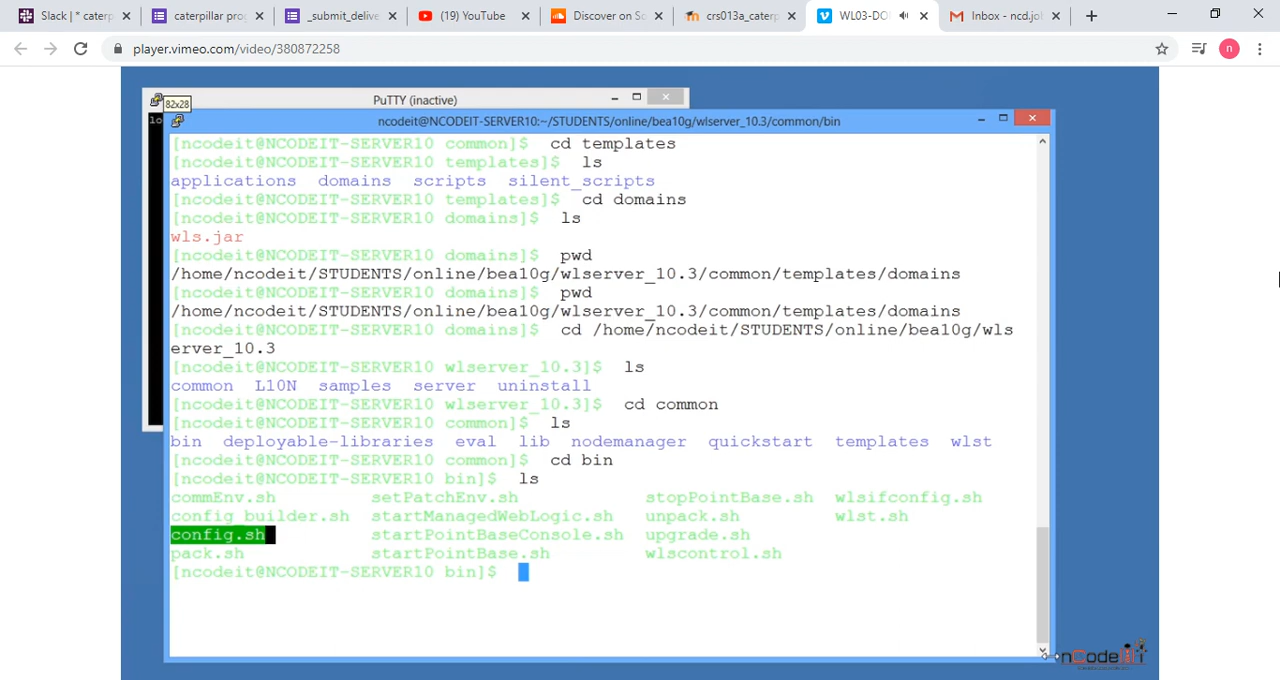 Slack | * caterp
caterpillar prog
_submit_delive
(19) YouTube
Discover on So
crs013a_caterp
WL03-DOI
Inbox - ncd.job
player.vimeo.com/video/380872258
n
82x28
PuTTY (inactive)
lo
ncodeit@NCODEIT-SERVER10:~/STUDENTS/online/bea10g/wlserver_10.3/common/bin
[ncodeit@NCODEIT-SERVER10 common]$ cd templates
[ncodeit@NCODEIT-SERVER10 templates]$ ls
applications domains scripts silent_scripts
[ncodeit@NCODEIT-SERVER10 templates]$ cd domains
[ncodeit@NCODEIT-SERVER10 domains]$ ls
wls.jar
[ncodeit@NCODEIT-SERVER10 domains]$ pwd
/home/ncodeit/STUDENTS/online/bea10g/wlserver_10.3/common/templates/domains
[ncodeit@NCODEIT-SERVER10 domains]$ pwd
/home/ncodeit/STUDENTS/online/bea10g/wlserver_10.3/common/templates/domains
[ncodeit@NCODEIT-SERVER10 domains]$ cd /home/ncodeit/STUDENTS/online/bea10g/wls
erver_10.3
[ncodeit@NCODEIT-SERVER10 wlserver_10.3]$ ls
common L10N samples server uninstall
[ncodeit@NCODEIT-SERVER10 wlserver_10.3]$ cd common
[ncodeit@NCODEIT-SERVER10 common]$ ls
bin deployable-libraries eval lib nodemanager quickstart templates wlst
[ncodeit@NCODEIT-SERVER10 common]$ cd bin
[ncodeit@NCODEIT-SERVER10 bin]$ ls
commEnv.sh setPatchEnv.sh stopPointBase.sh wlsifconfig.sh
config_builder.sh startManagedWebLogic.sh unpack.sh wlst.sh
config.sh startPointBaseConsole.sh upgrade.sh
pack.sh startPointBase.sh wlscontrol.sh
[ncodeit@NCODEIT-SERVER10 bin]$
nCodeIT